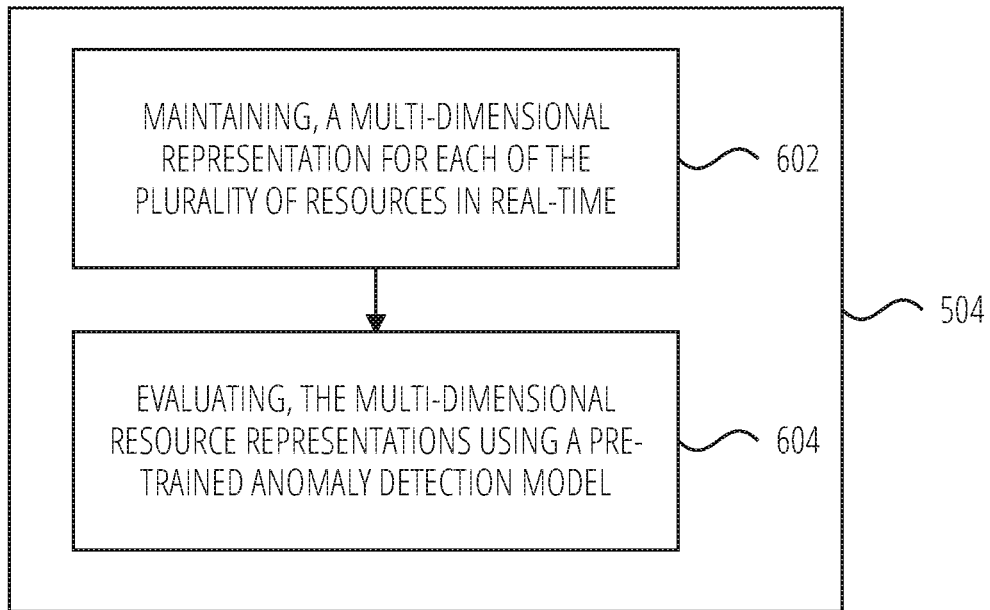 MAINTAINING, A MULTI-DIMENSIONAL
REPRESENTATION FOR EACH OF THE
PLURALITY OF RESOURCES IN REAL-TIME
602
504
EVALUATING, THE MULTI-DIMENSIONAL
RESOURCE REPRESENTATIONS USING A PRE-
TRAINED ANOMALY DETECTION MODEL
604